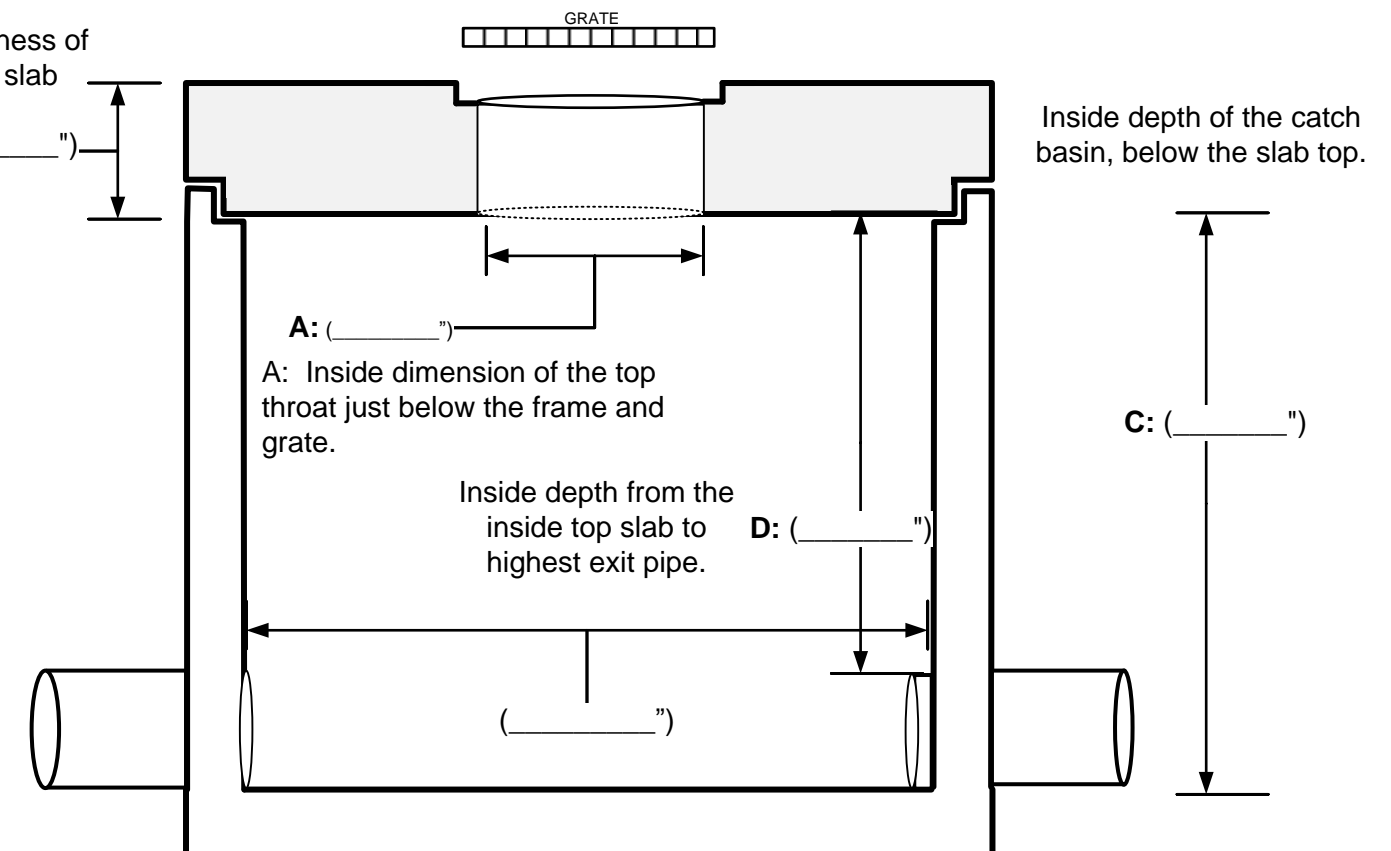 GRATE
ness of
slab
_____")
Inside depth of the catch
basin, below the slab top.
A: (________”)
A: Inside dimension of the top
throat just below the frame and
grate.
C: (________")
Inside depth from the
inside top slab to
highest exit pipe.
D: (________")
(__________”)